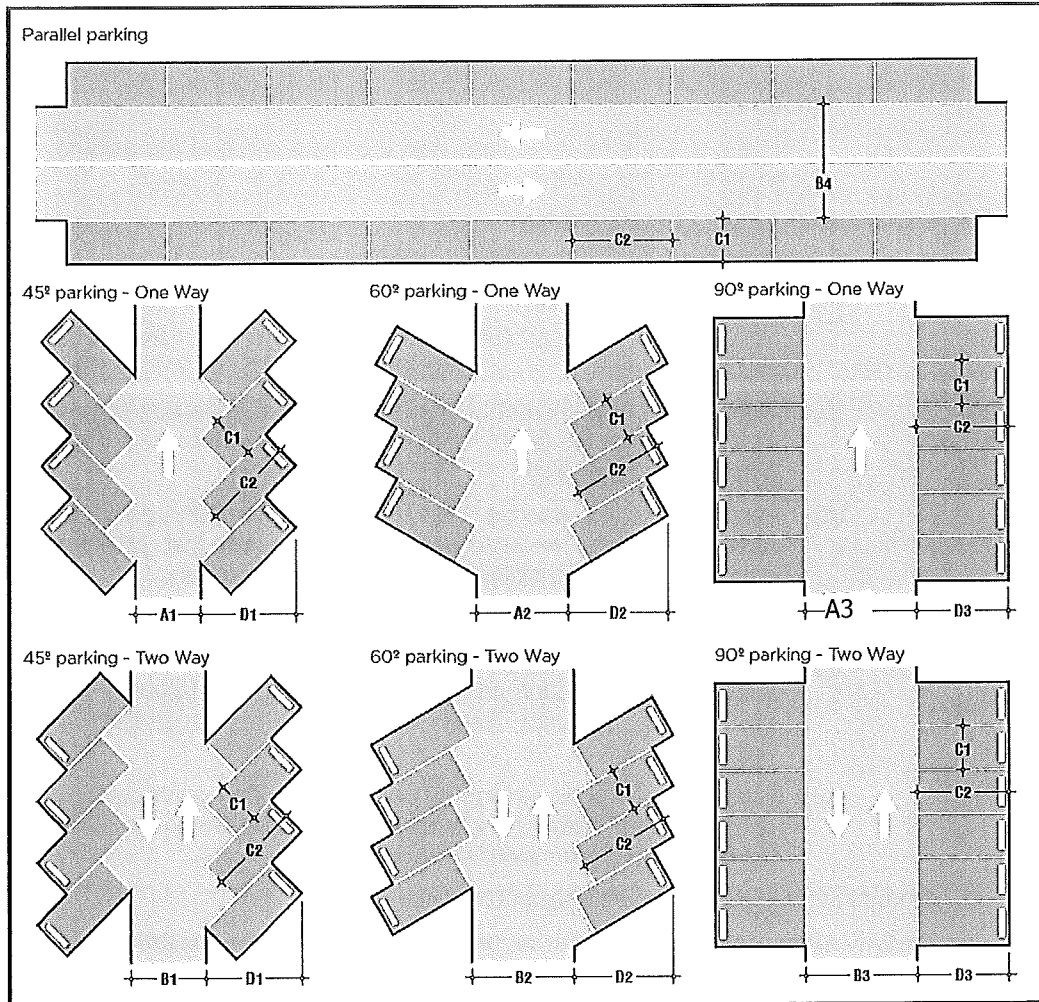 Parallel parking
B4
C2
C1
45º parking - One Way
60º parking - One Way
90º parking - One Way
C1
C2
C1
C2
C1
C2
A1
D1
A2
D2
A3
D3
45º parking - Two Way
60º parking - Two Way
90º parking - Two Way
C1
C2
C1
C2
C1
C2
B1
D1
B2
D2
B3
D3